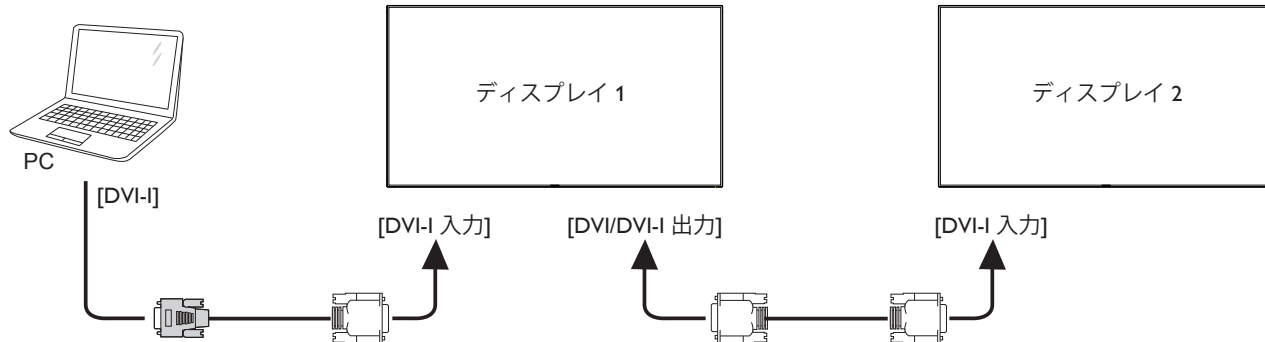 ディスプレイ 1
ディスプレイ 2
PC
[DVI-I]
[DVI-I 入力]
[DVI/DVI-I 出力]
[DVI-I 入力]